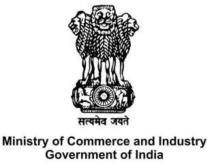 सत्यमेव जयते
Ministry of Commerce and Industry
Government of India